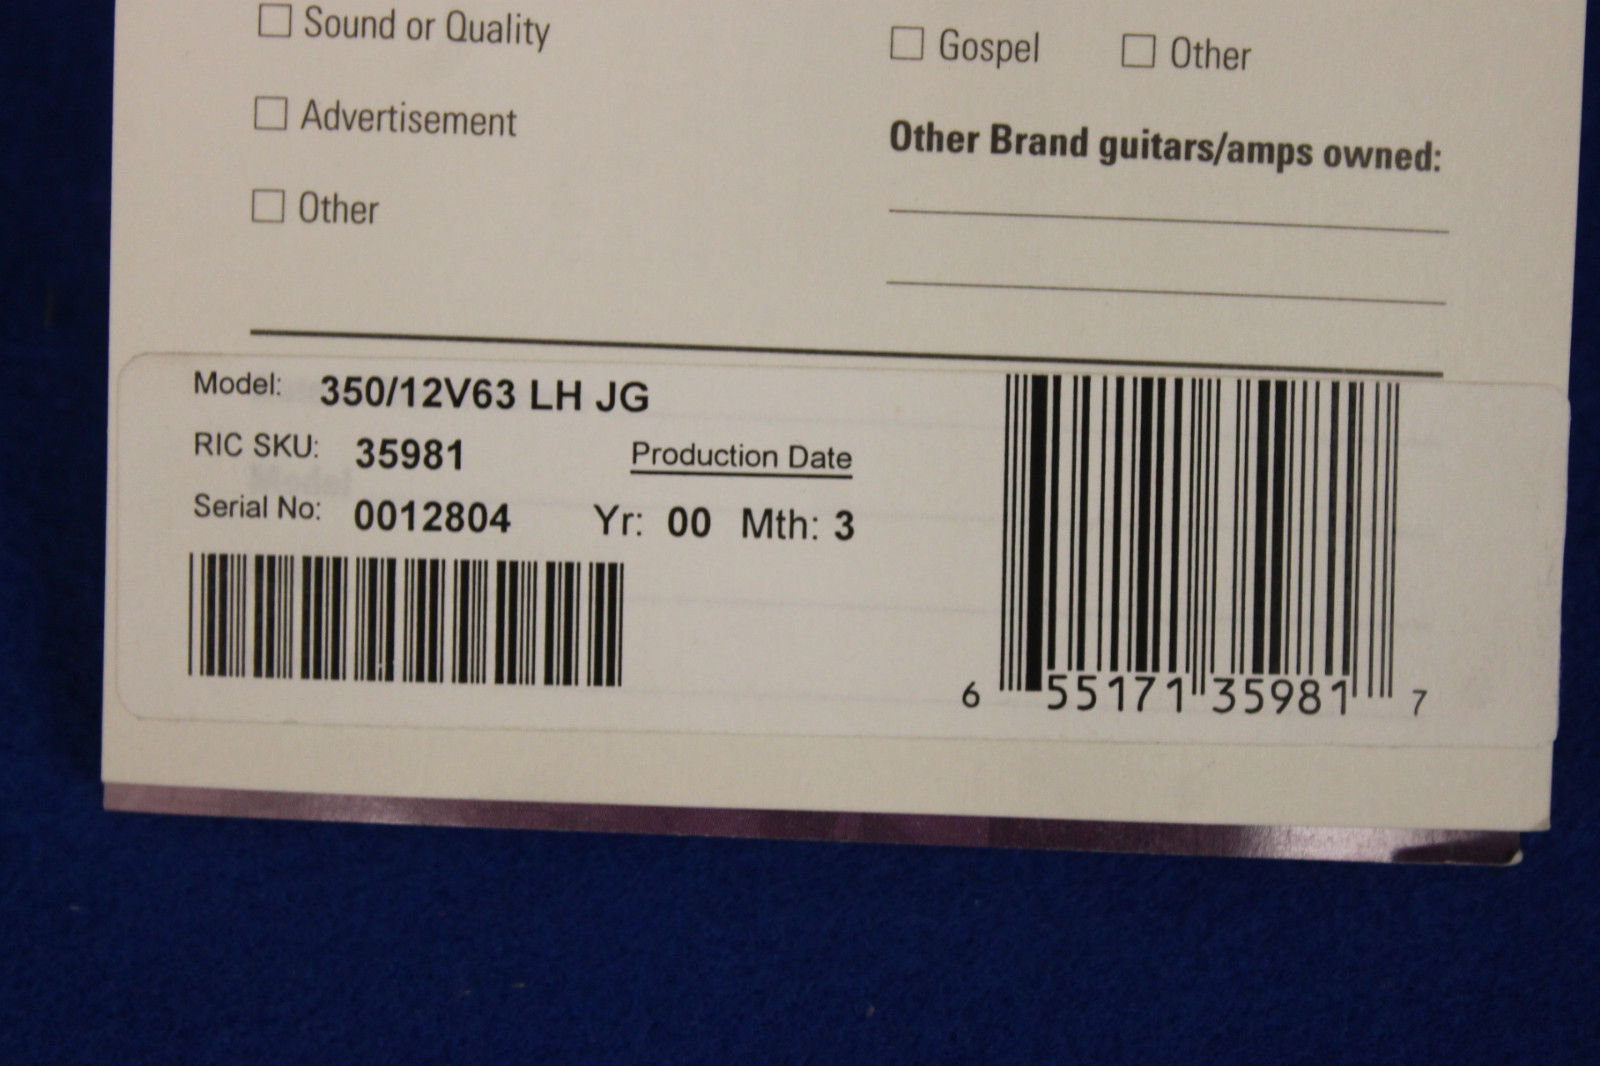 Sound or Quality
Gospel Other
Advertisement
Other Brand guitars/amps owned:
Other
Model: 350/12V63 LH JG
RIC SKU: 35981 Production Date
Serial No: 0012804 Yr: 00 Mth: 3
6 55171 35981 7